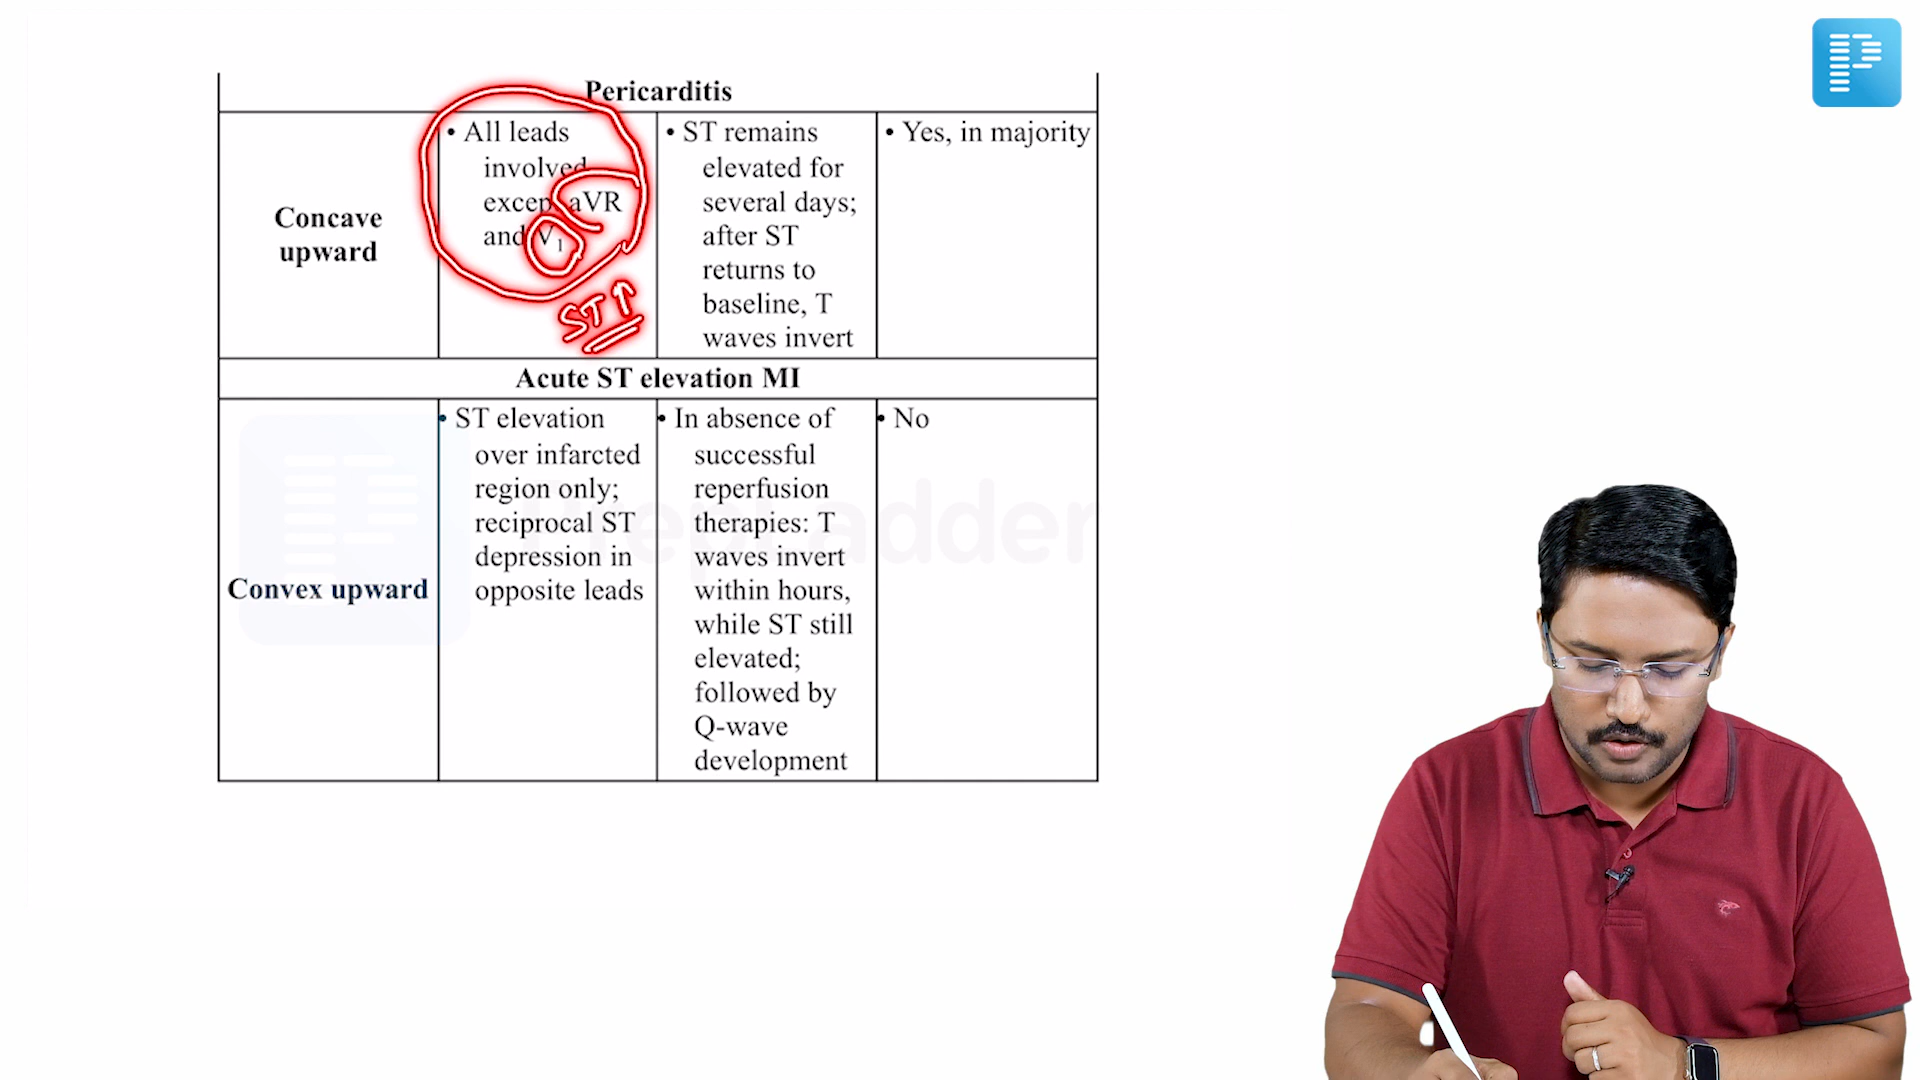 Pericarditis
Concave
upward
• All leads
involved
except aVR
and V₁
ST↑
• ST remains
elevated for
several days;
after ST
returns to
baseline, T
waves invert
• Yes, in majority
Acute ST elevation MI
Convex upward
• ST elevation
over infarcted
region only;
reciprocal ST
depression in
opposite leads
• In absence of
successful
reperfusion
therapies: T
waves invert
within hours,
while ST still
elevated;
followed by
Q-wave
development
• No
PrepLadder